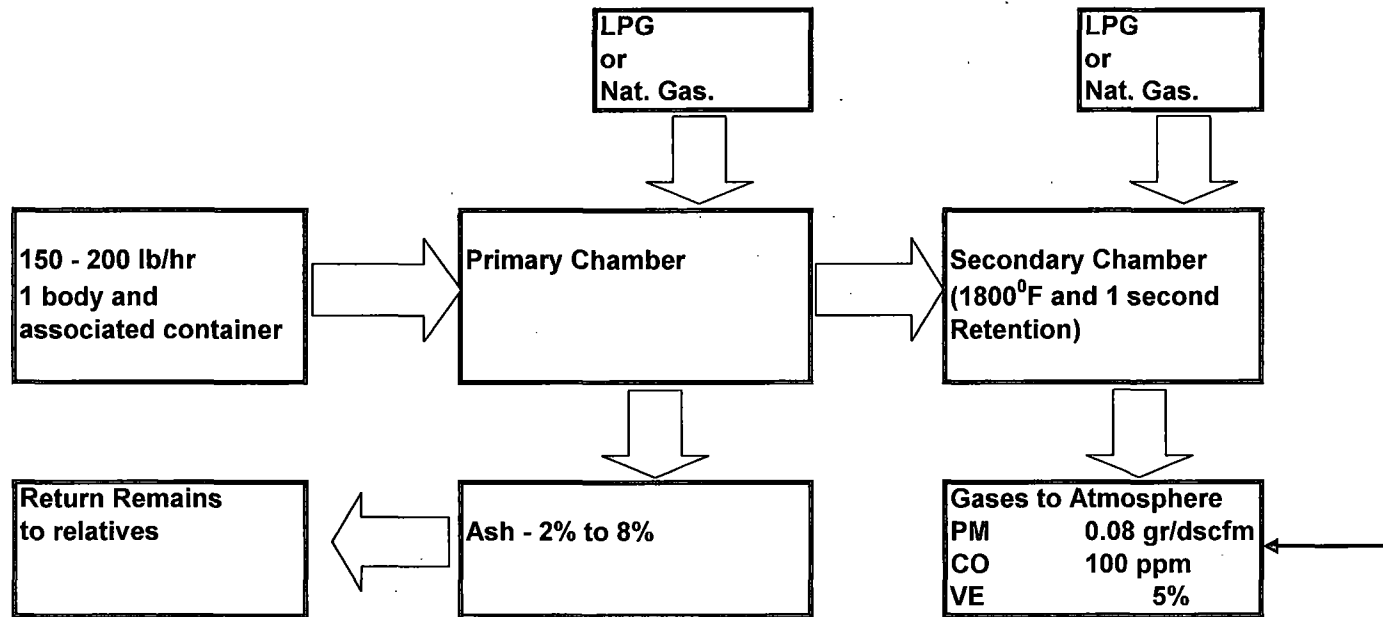 LPG
or
Nat. Gas.
LPG
or
Nat. Gas.
150 - 200 lb/hr
1 body and
associated container
Primary Chamber
Secondary Chamber
(1800⁰F and 1 second
Retention)
Return Remains
to relatives
Ash - 2% to 8%
Gases to Atmosphere
PM 0.08 gr/dscfm
CO 100 ppm
VE 5%